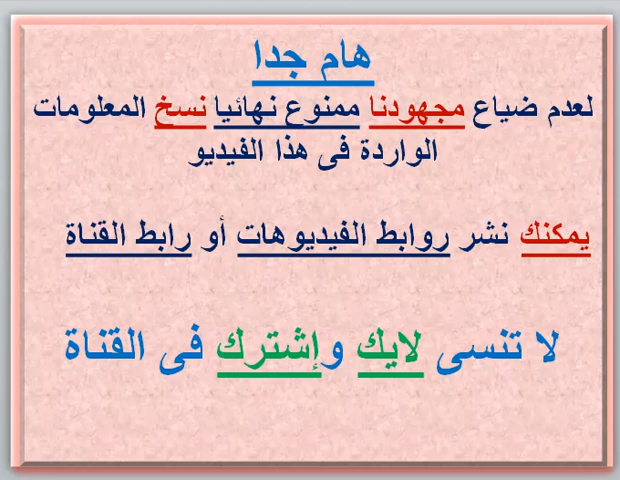 هام جدا
لعدم ضياع مجهودنا ممنوع نهائيا نسخ المعلومات
الواردة فى هذا الفيديو
يمكنك نشر روابط الفيديوهات أو رابط القناة
لا تنسى لايك وإشترك فى القناة